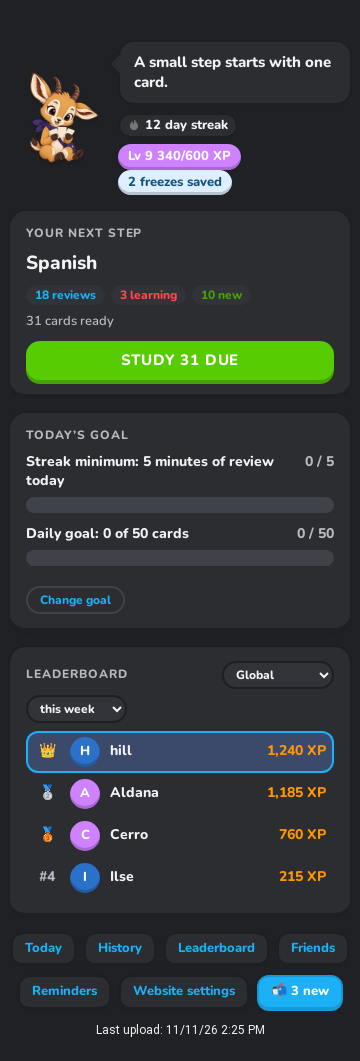 A small step starts with one
card.
12 day streak
Lv 9 340/600 XP
2 freezes saved
YOUR NEXT STEP
Spanish
18 reviews 3 learning 10 new
31 cards ready
STUDY 31 DUE
TODAY'S GOAL
Streak minimum: 5 minutes of review 0 / 5
today
Daily goal: 0 of 50 cards 0 / 50
Change goal
LEADERBOARD Global
this week
H hill 1,240 XP
A Aldana 1,185 XP
C Cerro 760 XP
#4 I Ilse 215 XP
Today History Leaderboard Friends
Reminders Website settings 3 new
Last upload: 11/11/26 2:25 PM